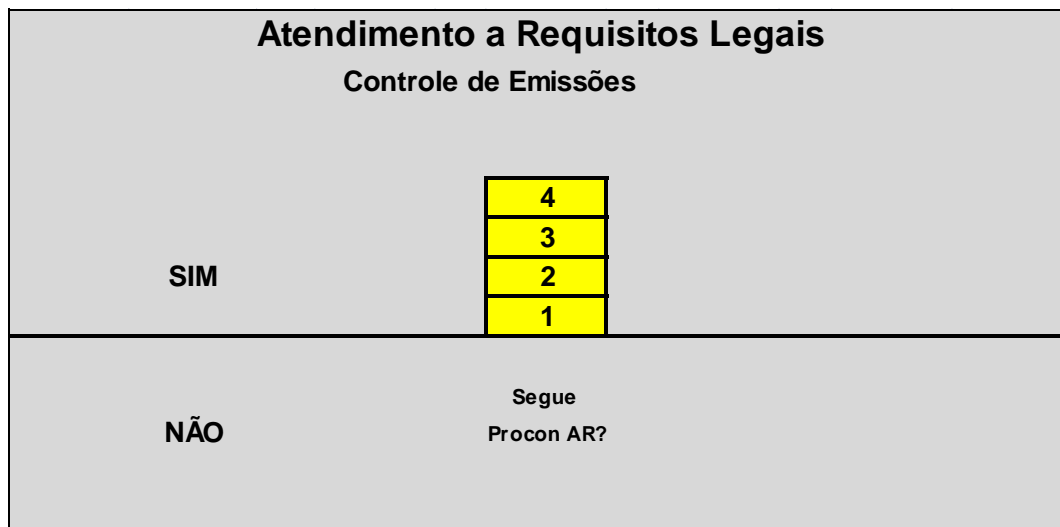 Atendimento a Requisitos Legais
Controle de Emissões
4
3
SIM 2
1
Segue
NÃO Procon AR?